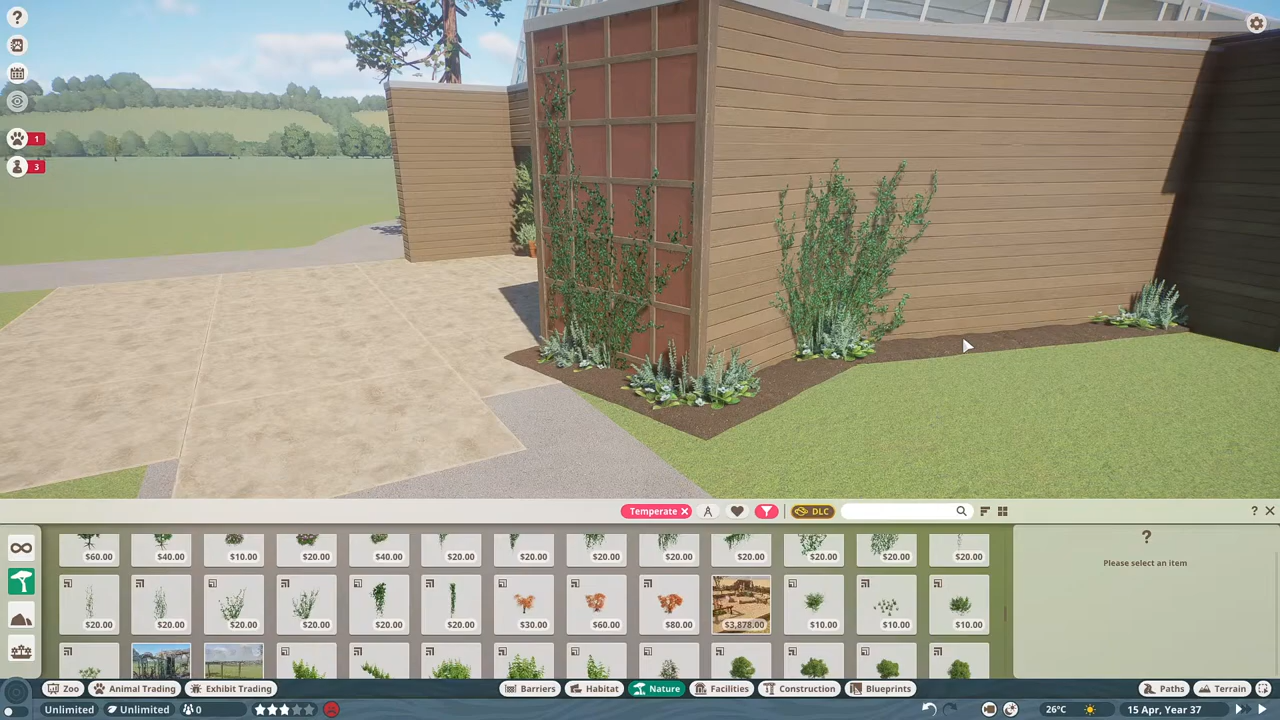 ?
1
3
Temperate ✕
DLC
? ✕
$60.00 $40.00 $10.00 $20.00 $40.00 $20.00 $20.00 $20.00 $20.00 $20.00 $20.00 $20.00 $20.00
$20.00 $20.00 $20.00 $20.00 $20.00 $20.00 $30.00 $60.00 $80.00 $3,878.00 $10.00 $10.00 $10.00
?
Please select an item
Zoo Animal Trading Exhibit Trading Barriers Habitat Nature Facilities Construction Blueprints Paths Terrain
Unlimited Unlimited 0 26°C 15 Apr, Year 37